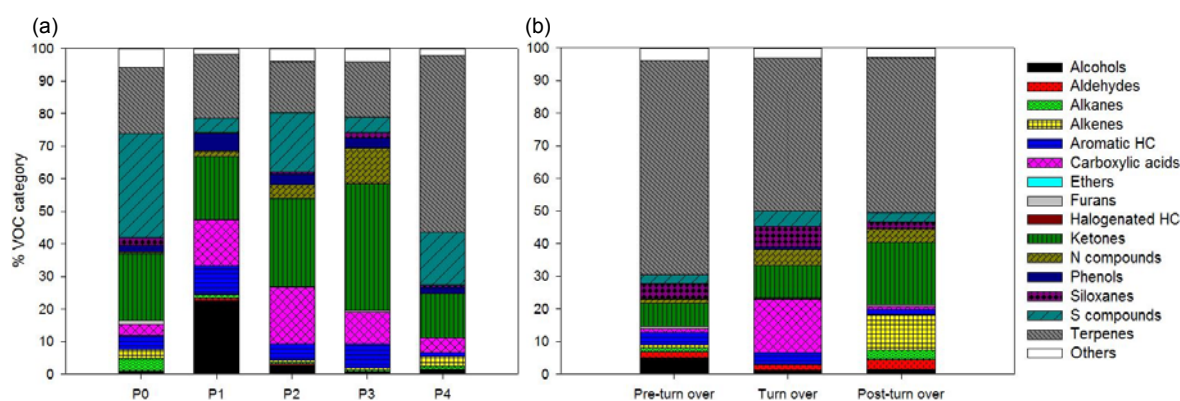 (a)
(b)
% VOC category
100
90
80
70
60
50
40
30
20
10
0
P0 P1 P2 P3 P4
100
90
80
70
60
50
40
30
20
10
0
Pre-turn over Turn over Post-turn over
Alcohols
Aldehydes
Alkanes
Alkenes
Aromatic HC
Carboxylic acids
Ethers
Furans
Halogenated HC
Ketones
N compounds
Phenols
Siloxanes
S compounds
Terpenes
Others